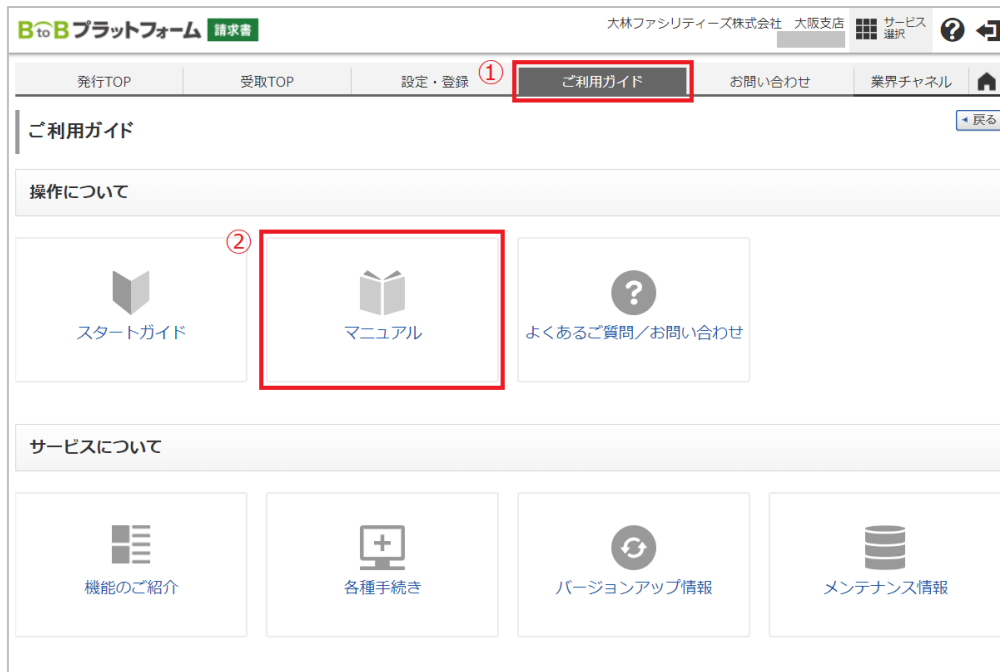 BtoBプラットフォーム 請求書
大林ファシリティーズ株式会社 大阪支店
サービス
選択
?
発行TOP 受取TOP 設定・登録 ① ご利用ガイド お問い合わせ 業界チャネル
ご利用ガイド
戻る
操作について
②
?
スタートガイド マニュアル よくあるご質問/お問い合わせ
サービスについて
機能のご紹介 各種手続き バージョンアップ情報 メンテナンス情報